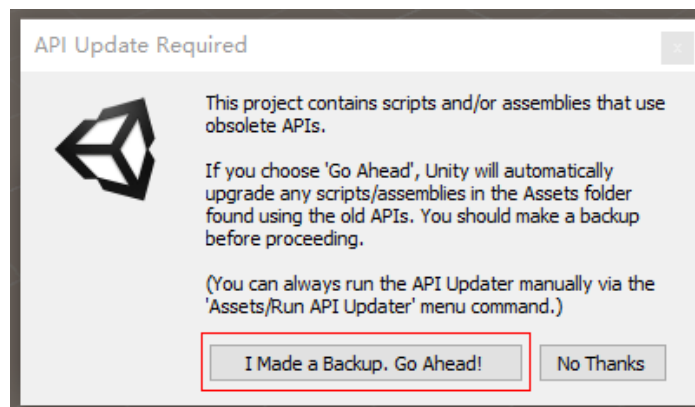 API Update Required
This project contains scripts and/or assemblies that use
obsolete APIs.
If you choose 'Go Ahead', Unity will automatically
upgrade any scripts/assemblies in the Assets folder
found using the old APIs. You should make a backup
before proceeding.
(You can always run the API Updater manually via the
'Assets/Run API Updater' menu command.)
I Made a Backup. Go Ahead!
No Thanks